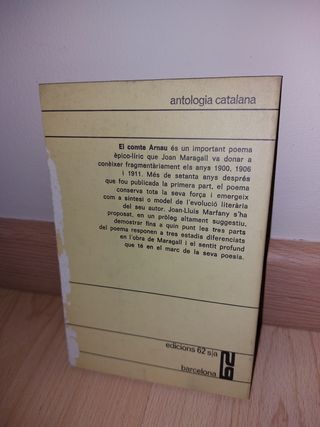 antologia catalana
El comte Arnau és un important poema
èpico-líric que Joan Maragall va donar a
conèixer fragmentàriament els anys 1900, 1906
i 1911. Més de setanta anys després
que fou publicada la primera part, el poema
conserva tota la seva força i emergeix
com a síntesi o model de l'evolució literària
del seu autor. Joan-Lluís Marfany s'ha
proposat, en un pròleg altament suggestiu,
demostrar fins a quin punt les tres parts
del poema responen a tres estadis diferenciats
en l'obra de Maragall i el sentit profund
que té en el marc de la seva poesia.
edicions 62 s|a
barcelona
62